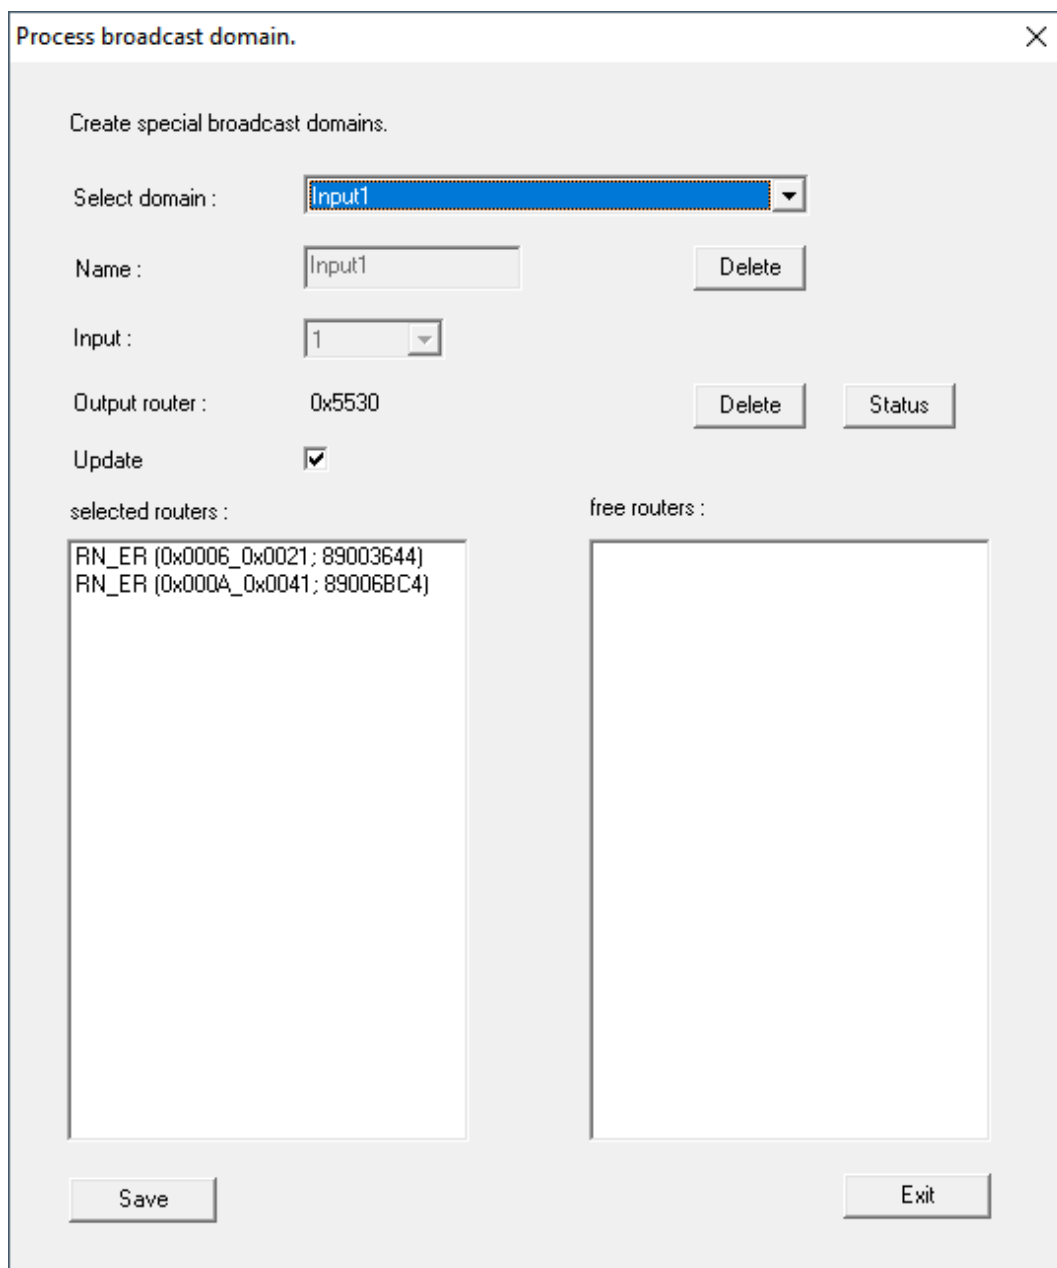 Process broadcast domain.
Create special broadcast domains.
Select domain : Input1
Name : Input1 Delete
Input : 1
Output router : 0x5530 Delete Status
Update
selected routers : free routers :
RN_ER (0x0006_0x0021; 89003644)
RN_ER (0x000A_0x0041; 89006BC4)
Save Exit